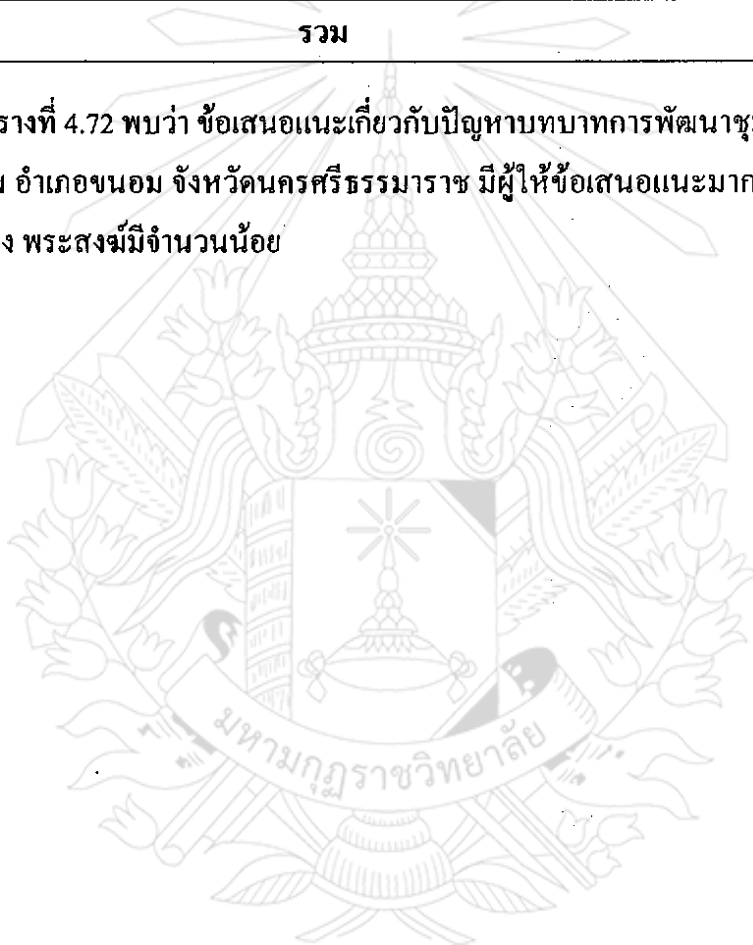 รวม
รางที่ 4.72 พบว่า ข้อเสนอแนะเกี่ยวกับปัญหาบทบาทการพัฒนาชุ
อำเภอขนอม จังหวัดนครศรีธรรมาราช มีผู้ให้ข้อเสนอแนะมาก
ง พระสงฆ์มีจำนวนน้อย
มหามกุฏราชวิทยาลัย